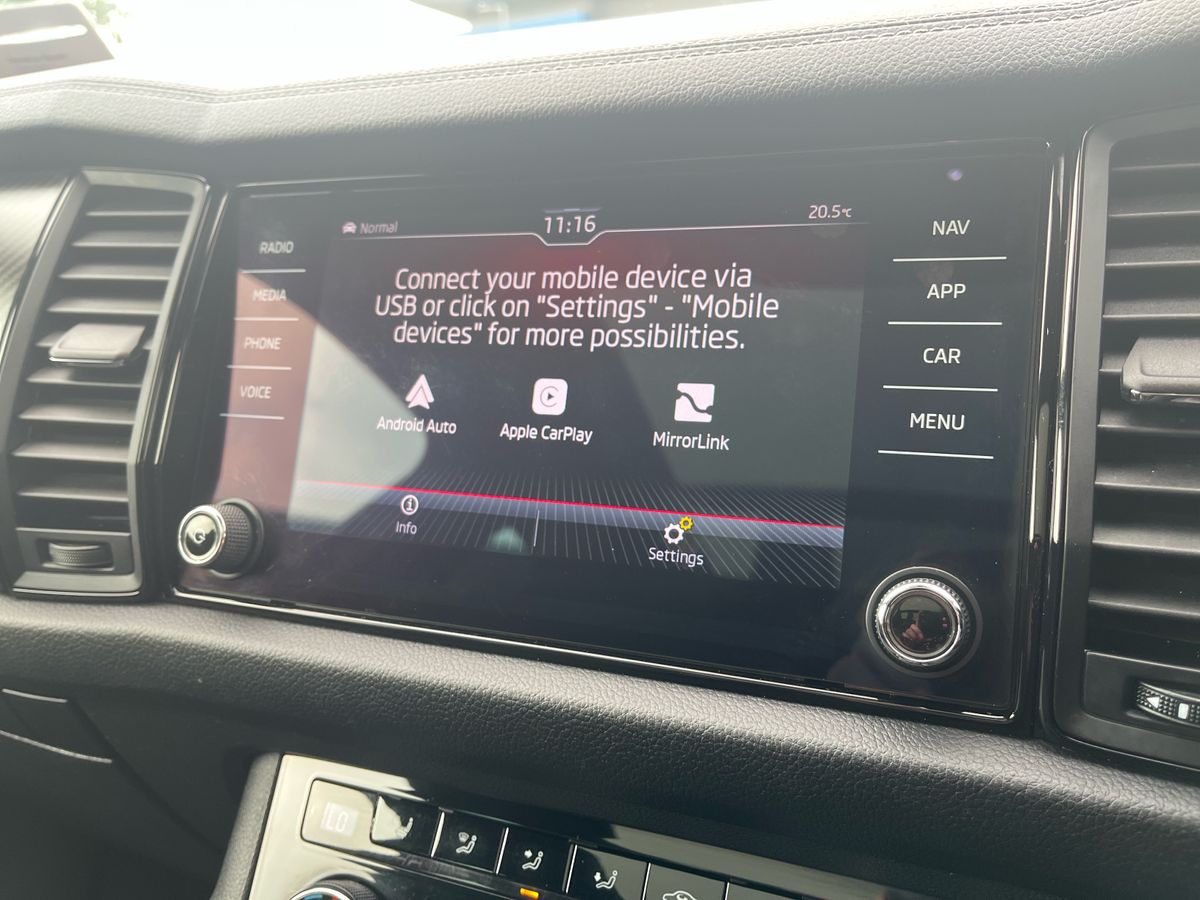 Normal
11:16
20.5°C
RADIO
MEDIA
PHONE
VOICE
Connect your mobile device via
USB or click on "Settings" - "Mobile
devices" for more possibilities.
Android Auto
Apple CarPlay
MirrorLink
Info
Settings
NAV
APP
CAR
MENU
LO